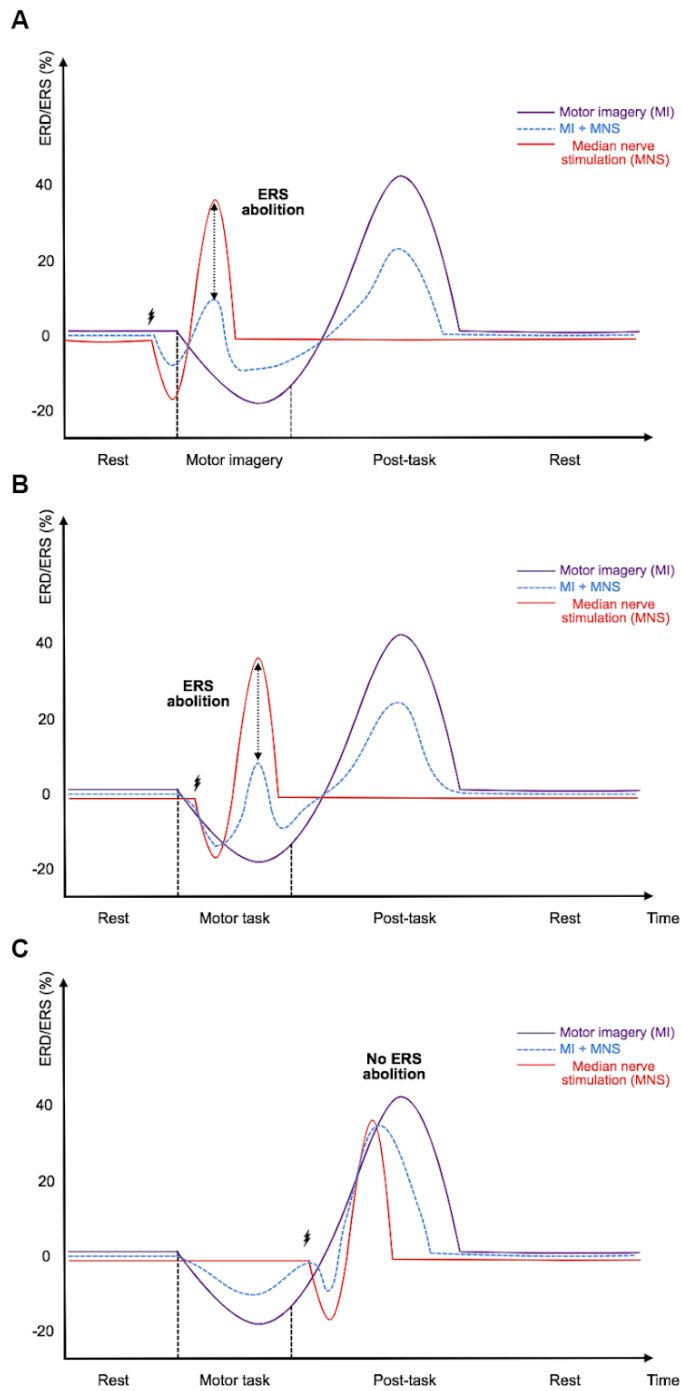 A
ERD/ERS (%)
Motor imagery (MI)
MI + MNS
Median nerve
stimulation (MNS)
40
ERS
abolition
20
0
-20
Rest Motor imagery Post-task Rest
B
ERD/ERS (%)
Motor imagery (MI)
MI + MNS
Median nerve
stimulation (MNS)
40
ERS
abolition
20
0
-20
Rest Motor task Post-task Rest Time
C
ERD/ERS (%)
Motor imagery (MI)
MI + MNS
Median nerve
stimulation (MNS)
No ERS
abolition
40
20
0
-20
Rest Motor task Post-task Rest Time